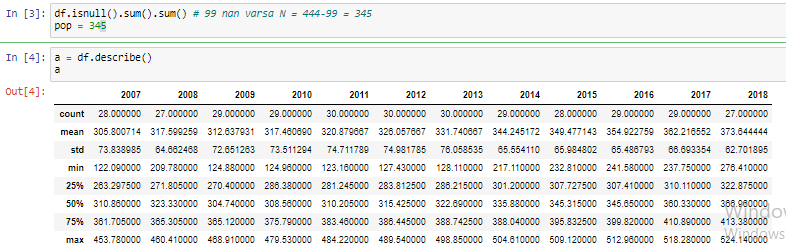 In [3]: df.isnull().sum().sum() # 99 nan varsa N = 444-99 = 345
pop = 345
In [4]: a = df.describe()
a
Out[4]:
2007 2008 2009 2010 2011 2012 2013 2014 2015 2016 2017 2018
count 28.000000 27.000000 29.000000 29.000000 30.000000 30.000000 30.000000 29.000000 28.000000 29.000000 29.000000 27.000000
mean 305.800714 317.599259 312.637931 317.460690 320.879667 326.057667 331.740667 344.245172 349.477143 354.922759 362.216552 373.644444
std 73.838985 64.662468 72.651263 73.511294 74.711789 74.981785 76.058535 65.554110 65.984802 65.486793 66.693354 62.701895
min 122.090000 209.780000 124.880000 124.960000 123.160000 127.430000 128.110000 217.110000 232.810000 241.580000 237.750000 276.410000
25% 263.297500 271.805000 270.400000 286.380000 281.245000 283.812500 286.215000 301.200000 307.727500 307.410000 310.110000 322.875000
50% 310.860000 323.330000 304.740000 308.560000 310.205000 315.425000 322.690000 335.880000 345.315000 345.650000 360.330000 366.960000
75% 361.705000 365.305000 365.120000 375.790000 383.460000 386.445000 388.742500 388.040000 395.832500 399.820000 410.890000 413.380000
max 453.780000 460.410000 468.910000 479.530000 484.220000 489.540000 498.850000 504.610000 509.120000 512.960000 518.280000 524.140000
Windo